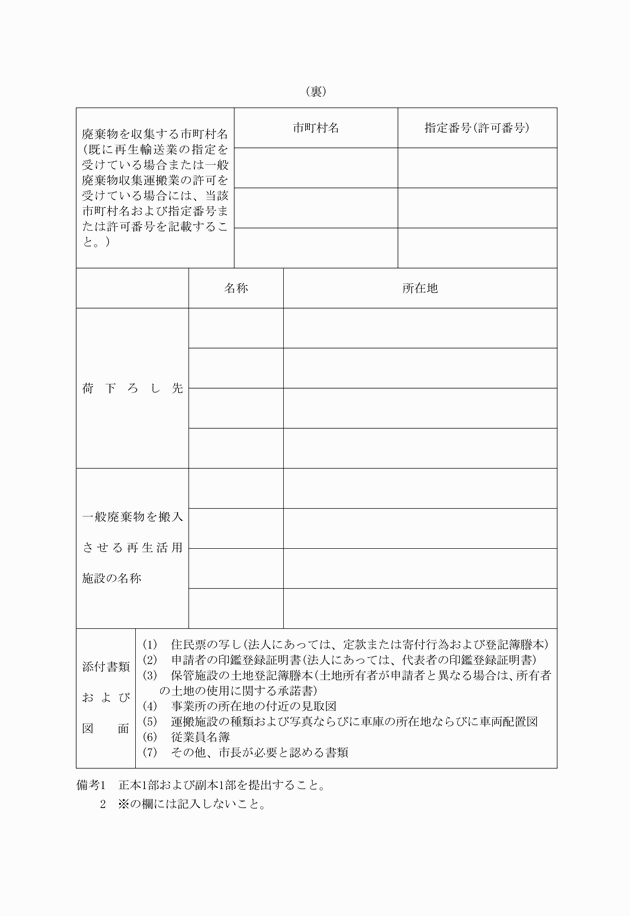 (裏)
廃棄物を収集する市町村名
(既に再生輸送業の指定を
受けている場合または一般
廃棄物収集運搬業の許可を
受けている場合には、当該
市町村名および指定番号ま
たは許可番号を記載するこ
と。)
市町村名
指定番号(許可番号)
名称
所在地
荷下ろし先
一般廃棄物を搬入
させる再生活用
施設の名称
添付書類
および
図面
(1) 住民票の写し(法人にあっては、定款または寄付行為および登記簿謄本)
(2) 申請者の印鑑登録証明書(法人にあっては、代表者の印鑑登録証明書)
(3) 保管施設の土地登記簿謄本(土地所有者が申請者と異なる場合は、所有者
の土地の使用に関する承諾書)
(4) 事業所の所在地の付近の見取図
(5) 運搬施設の種類および写真ならびに車庫の所在地ならびに車両配置図
(6) 従業員名簿
(7) その他、市長が必要と認める書類
備考1 正本1部および副本1部を提出すること。
2 ※の欄には記入しないこと。